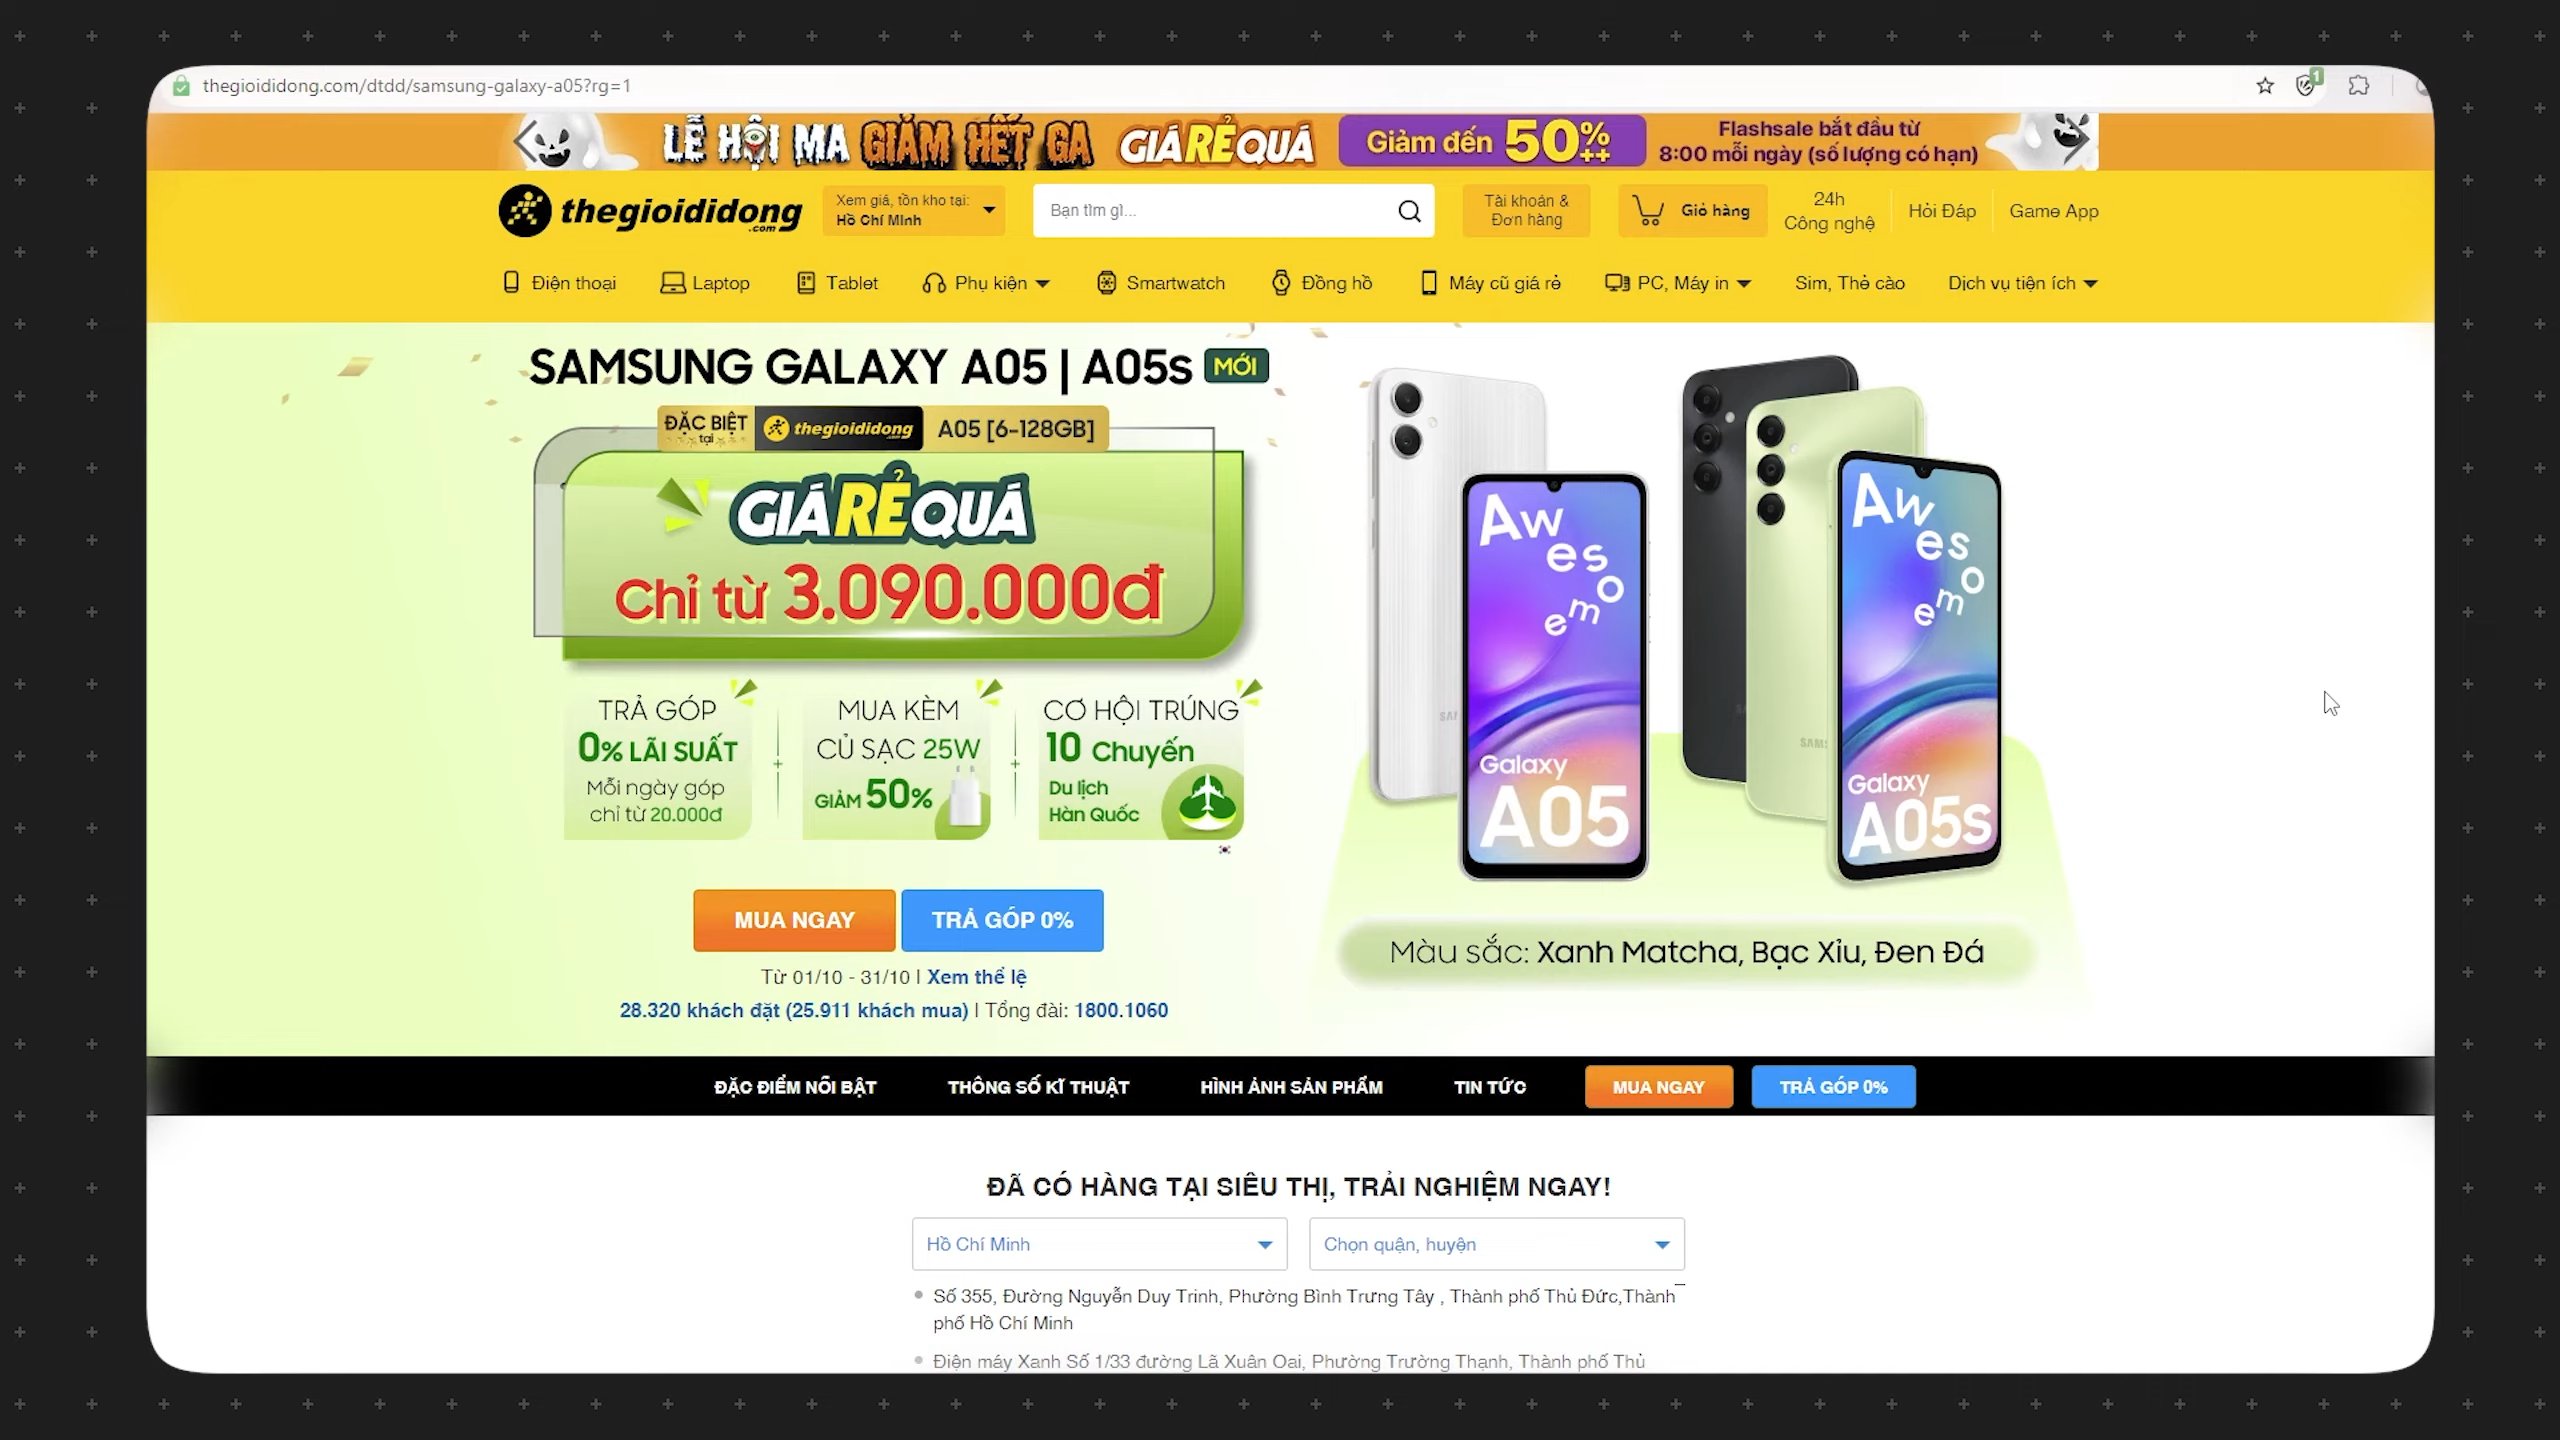 thegioididong.com/dtdd/samsung-galaxy-a05?rg=1
1
LỄ HỘI MA GIẢM HẾT GA GIÁ RẺ QUÁ Giảm đến 50%++ Flashsale bắt đầu từ
8:00 mỗi ngày (số lượng có hạn)
thegioididong.com
Xem giá, tồn kho tại:
Hồ Chí Minh
Bạn tìm gì...
Tài khoản &
Đơn hàng
Giỏ hàng
24h
Công nghệ
Hỏi Đáp
Game App
Điện thoại Laptop Tablet Phụ kiện Smartwatch Đồng hồ Máy cũ giá rẻ PC, Máy in Sim, Thẻ cào Dịch vụ tiện ích
SAMSUNG GALAXY A05 | A05s MỚI
ĐẶC BIỆT tại thegioididong.com A05 [6-128GB]
GIÁ RẺ QUÁ
Chỉ từ 3.090.000đ
TRẢ GÓP
0% LÃI SUẤT
Mỗi ngày góp
chỉ từ 20.000đ
MUA KÈM
CỦ SẠC 25W
GIẢM 50%
CƠ HỘI TRÚNG
10 Chuyến
Du lịch
Hàn Quốc
MUA NGAY
TRẢ GÓP 0%
Từ 01/10 - 31/10 | Xem thể lệ
28.320 khách đặt (25.911 khách mua) | Tổng đài: 1800.1060
Awesome
Galaxy
A05
Awesome
Galaxy
A05s
Màu sắc: Xanh Matcha, Bạc Xỉu, Đen Đá
ĐẶC ĐIỂM NỔI BẬT THÔNG SỐ KĨ THUẬT HÌNH ẢNH SẢN PHẨM TIN TỨC MUA NGAY TRẢ GÓP 0%
ĐÃ CÓ HÀNG TẠI SIÊU THỊ, TRẢI NGHIỆM NGAY!
Hồ Chí Minh
Chọn quận, huyện
Số 355, Đường Nguyễn Duy Trinh, Phường Bình Trưng Tây , Thành phố Thủ Đức,Thành
phố Hồ Chí Minh
Điện máy Xanh Số 1/33 đường Lã Xuân Oai, Phường Trường Thạnh, Thành phố Thủ